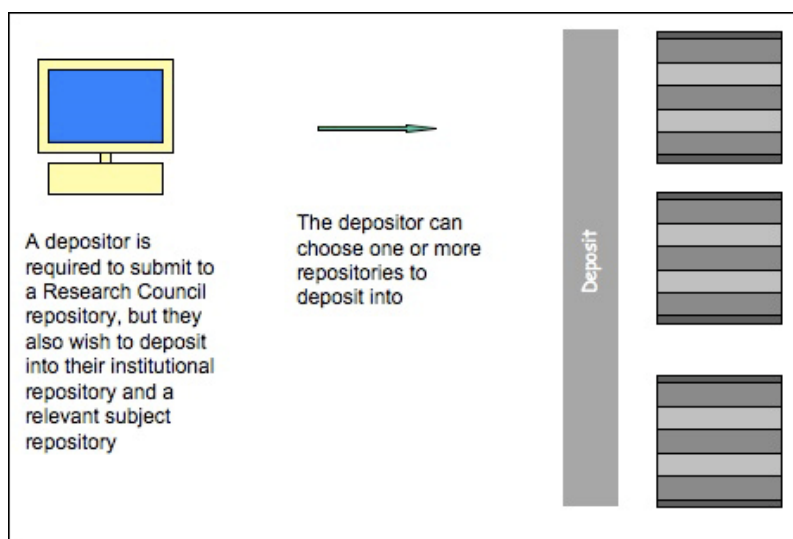 A depositor is
required to submit to
a Research Council
repository, but they
also wish to deposit
into their institutional
repository and a
relevant subject
repository
The depositor can
choose one or more
repositories to
deposit into
Deposit